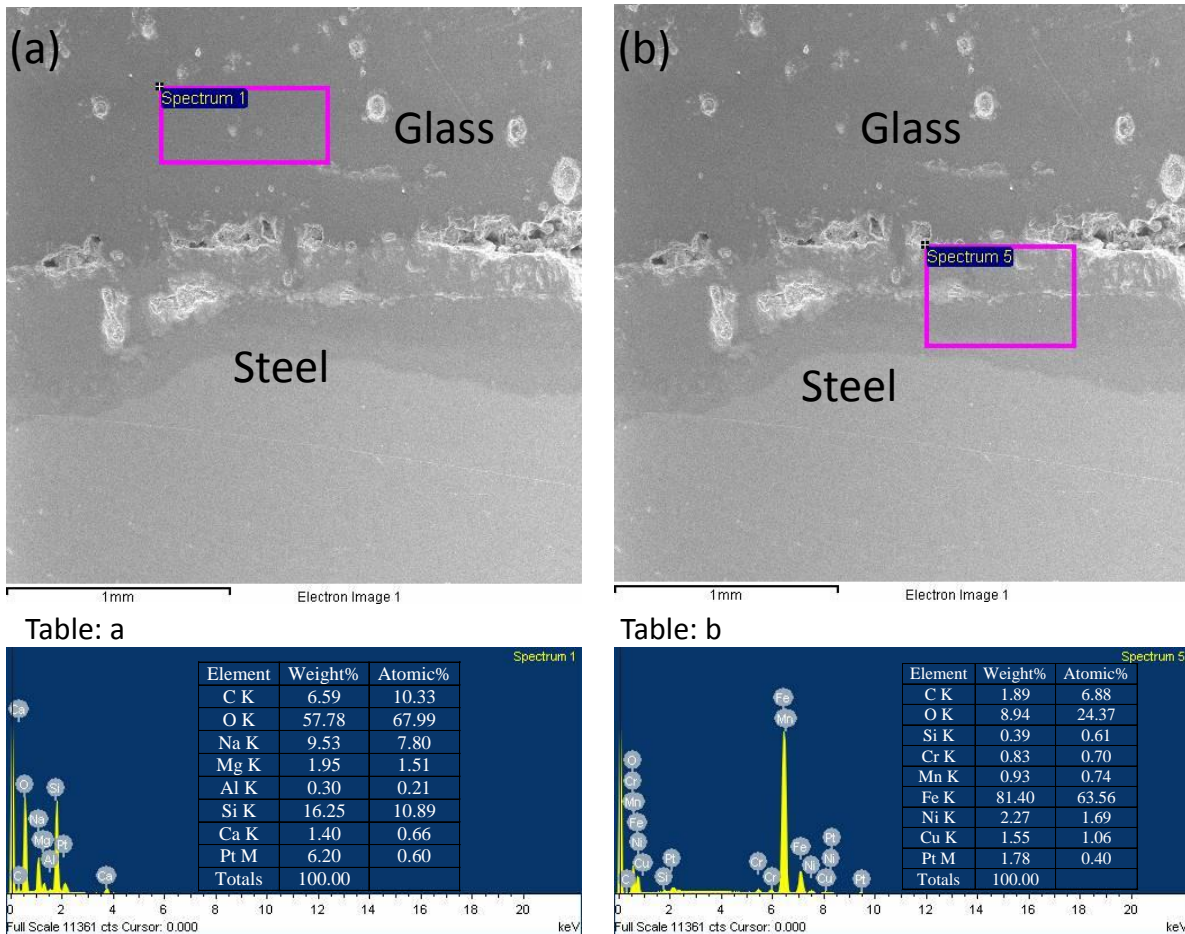 (a)
Spectrum 1
Glass
Steel
1mm
Electron Image 1
(b)
Glass
Spectrum 5
Steel
1mm
Electron Image 1
Table: a
Spectrum 1
Element Weight% Atomic%
C K 6.59 10.33
O K 57.78 67.99
Na K 9.53 7.80
Mg K 1.95 1.51
Al K 0.30 0.21
Si K 16.25 10.89
Ca K 1.40 0.66
Pt M 6.20 0.60
Totals 100.00
Ca
O
Si
Na
Mg
Pt
Al
C
Ca
0 2 4 6 8 10 12 14 16 18 20
Full Scale 11361 cts Cursor: 0.000 keV
Table: b
Spectrum 5
Element Weight% Atomic%
C K 1.89 6.88
O K 8.94 24.37
Si K 0.39 0.61
Cr K 0.83 0.70
Mn K 0.93 0.74
Fe K 81.40 63.56
Ni K 2.27 1.69
Cu K 1.55 1.06
Pt M 1.78 0.40
Totals 100.00
Fe
Mn
O
Cr
Mn
Fe
Ni
Cu
C
Pt
Si
Cr
Cr
Fe
Ni
Pt
Ni
Cu
Pt
0 2 4 6 8 10 12 14 16 18 20
Full Scale 11361 cts Cursor: 0.000 keV